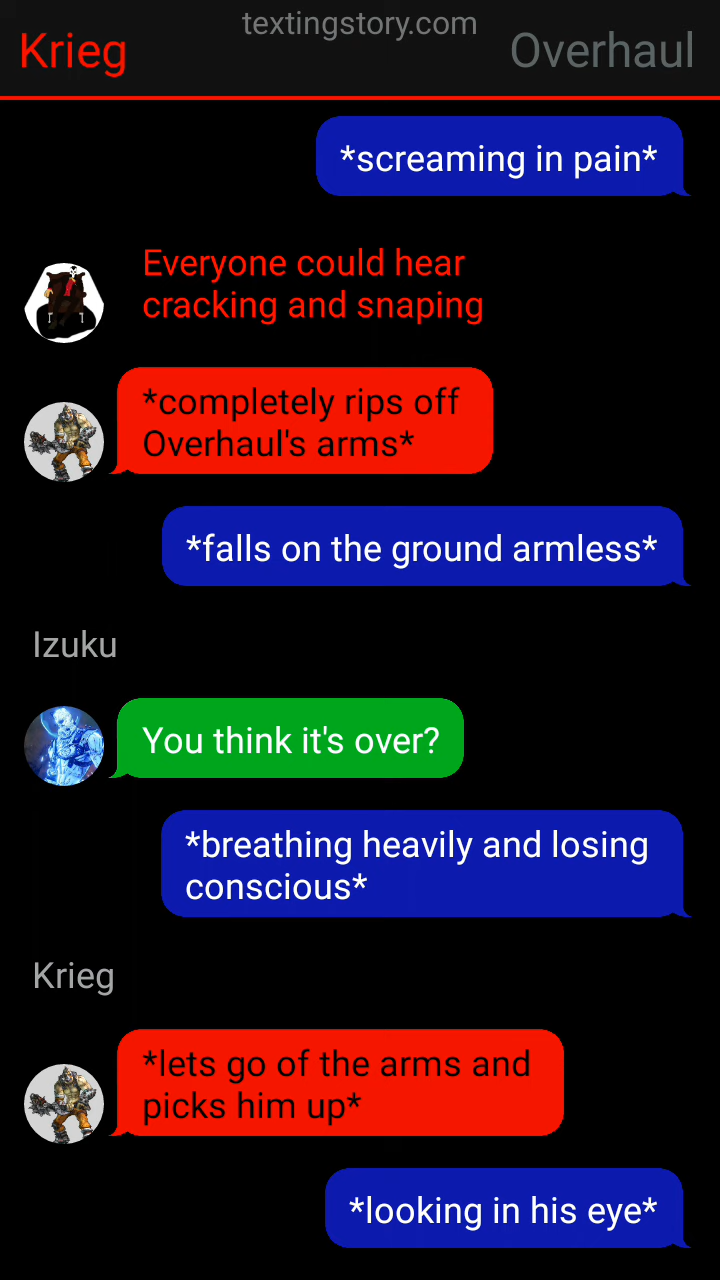 textingstory.com
Krieg
Overhaul
*screaming in pain*
Everyone could hear
cracking and snaping
*completely rips off
Overhaul's arms*
*falls on the ground armless*
Izuku
You think it's over?
*breathing heavily and losing
conscious*
Krieg
*lets go of the arms and
picks him up*
*looking in his eye*